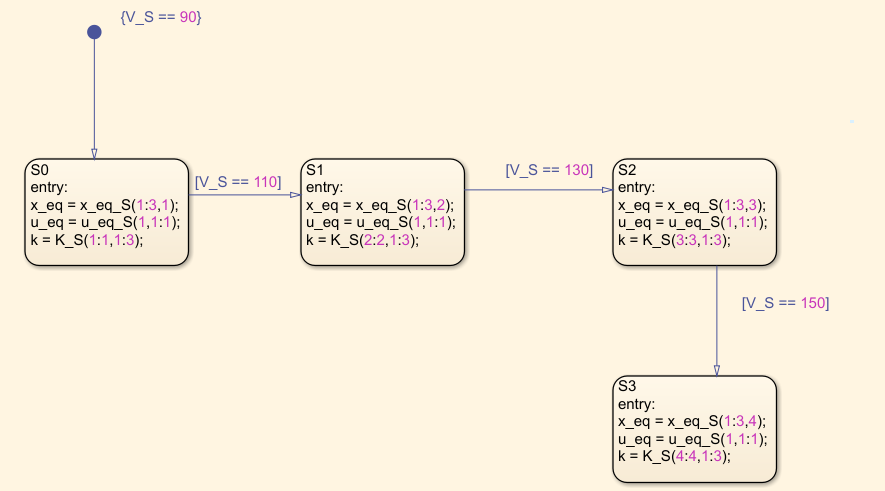 {V_S == 90}
S0
entry:
x_eq = x_eq_S(1:3,1);
u_eq = u_eq_S(1,1:1);
k = K_S(1:1,1:3);
[V_S == 110]
S1
entry:
x_eq = x_eq_S(1:3,2);
u_eq = u_eq_S(1,1:1);
k = K_S(2:2,1:3);
[V_S == 130]
S2
entry:
x_eq = x_eq_S(1:3,3);
u_eq = u_eq_S(1,1:1);
k = K_S(3:3,1:3);
[V_S == 150]
S3
entry:
x_eq = x_eq_S(1:3,4);
u_eq = u_eq_S(1,1:1);
k = K_S(4:4,1:3);